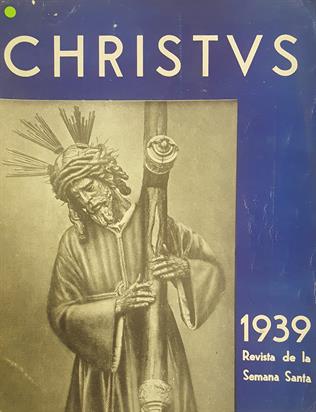 CHRISTVS
1939
Revista de la
Semana Santa